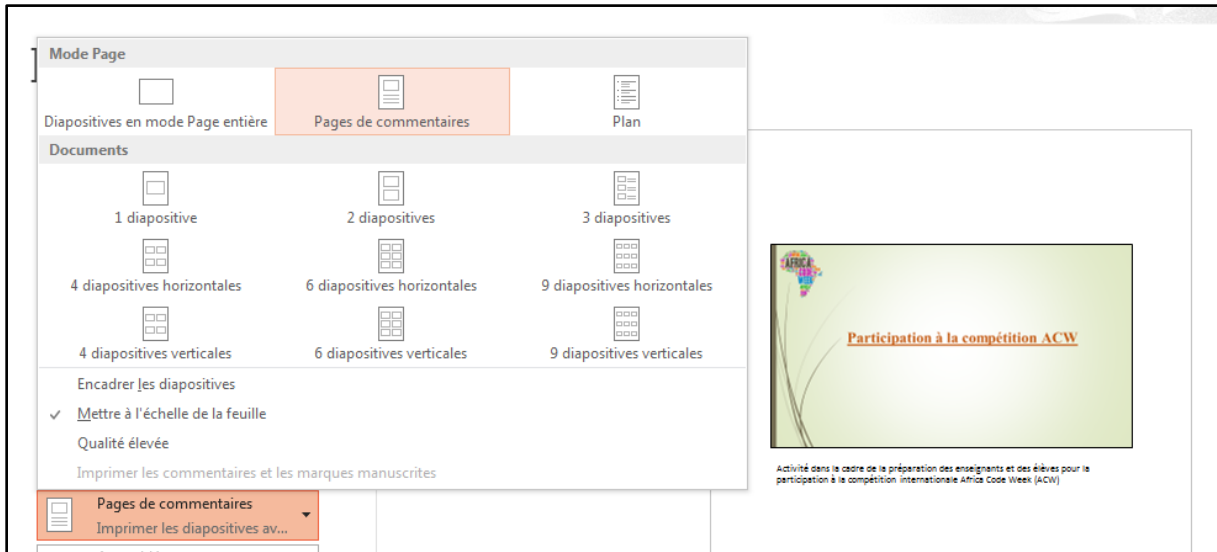 Mode Page
Diapositives en mode Page entière
Pages de commentaires
Plan
Documents
1 diapositive
2 diapositives
3 diapositives
4 diapositives horizontales
6 diapositives horizontales
9 diapositives horizontales
4 diapositives verticales
6 diapositives verticales
9 diapositives verticales
Encadrer les diapositives
Mettre à l'échelle de la feuille
Qualité élevée
Imprimer les commentaires et les marques manuscrites
Pages de commentaires
Imprimer les diapositives av...
AFRICA
CODE
WEEK
Participation à la compétition ACW
Activité dans la cadre de la préparation des enseignants et des élèves pour la
participation à la compétition internationale Africa Code Week (ACW)